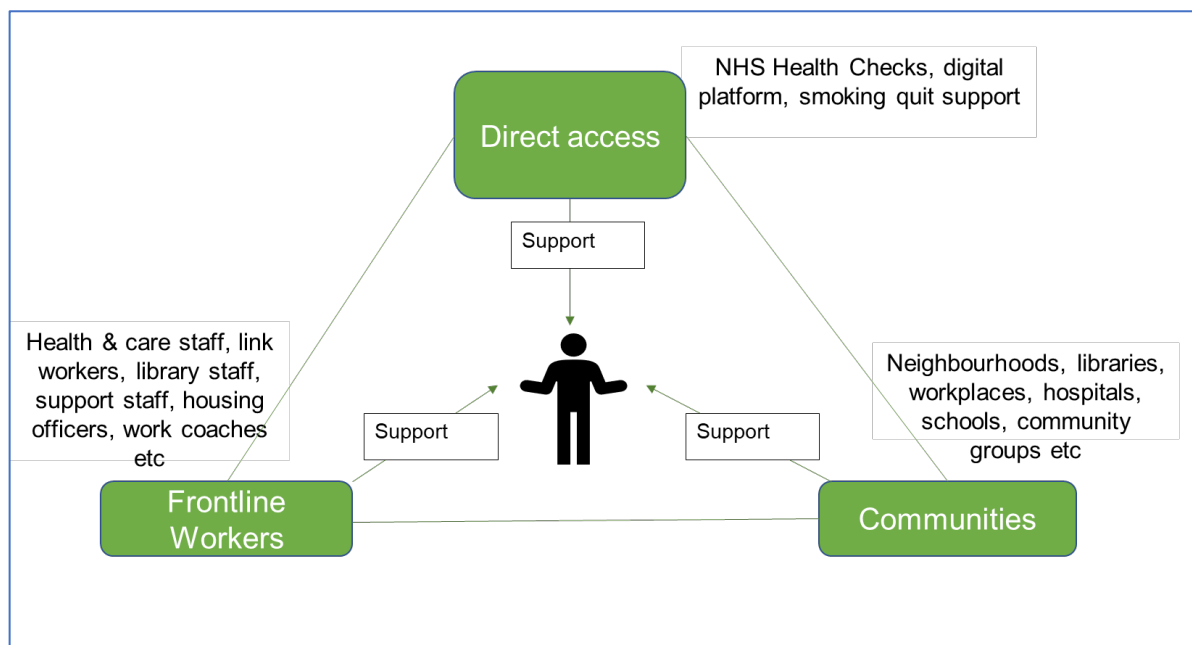 NHS Health Checks, digital
platform, smoking quit support
Direct access
Support
Health & care staff, link
workers, library staff,
support staff, housing
officers, work coaches
etc
Neighbourhoods, libraries,
workplaces, hospitals,
schools, community
groups etc
Support
Support
Frontline
Workers
Communities